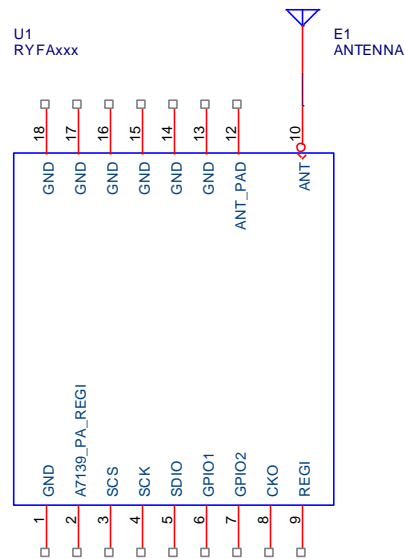 U1
RYFAxxx
E1
ANTENNA
18
17
16
15
14
13
12
10
GND
GND
GND
GND
GND
GND
ANT_PAD
ANT
GND
A7139_PA_REGI
SCS
SCK
SDIO
GPIO1
GPIO2
CKO
REGI
1
2
3
4
5
6
7
8
9